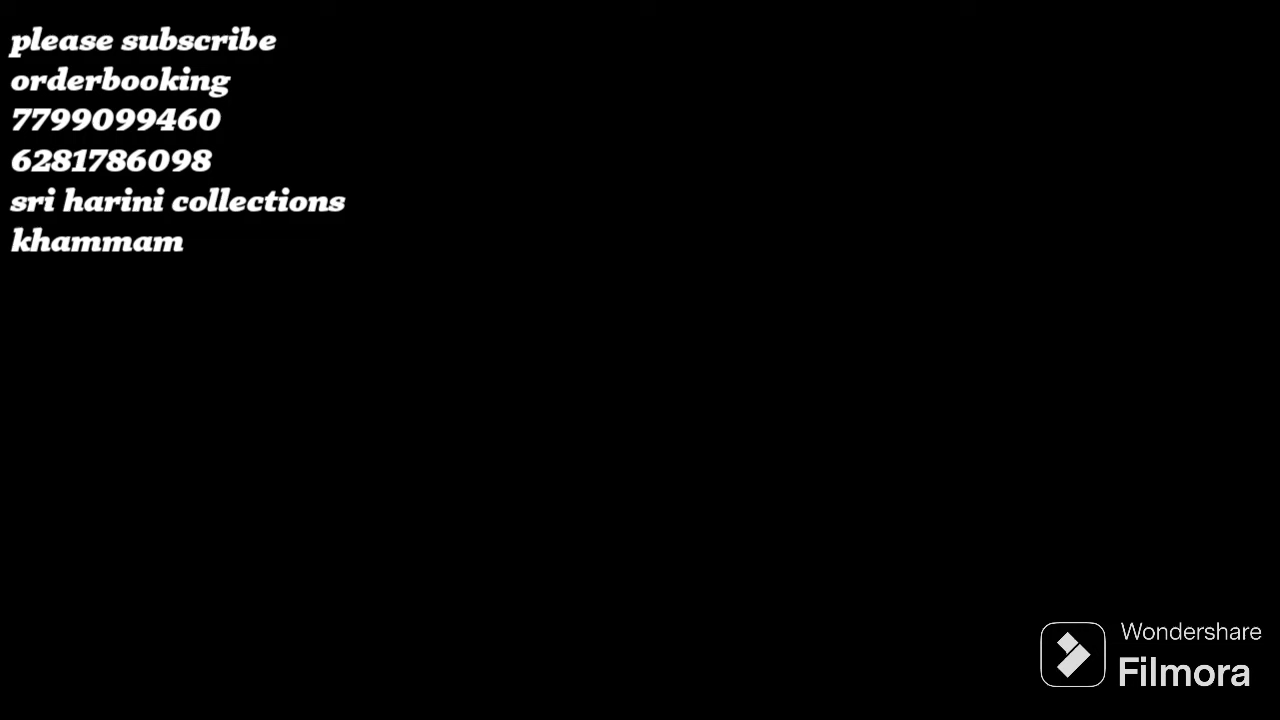 please subscribe
orderbooking
7799099460
6281786098
sri harini collections
khammam
Wondershare
Filmora